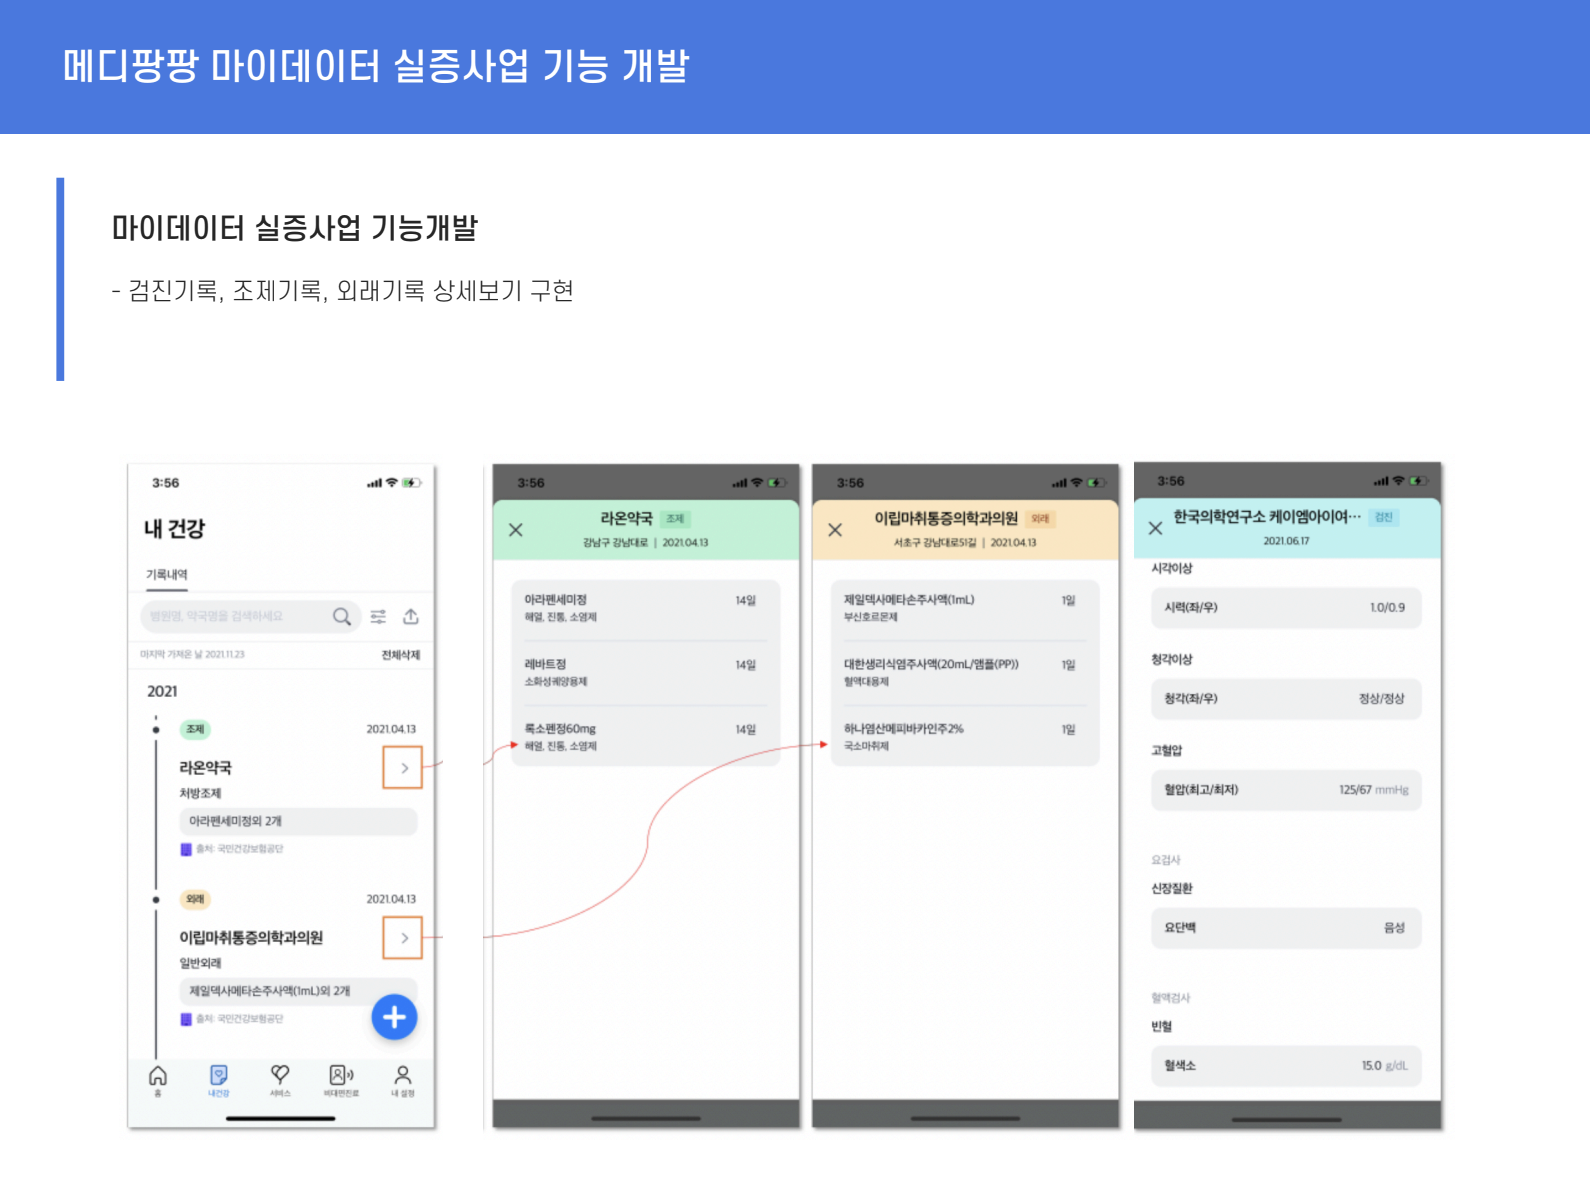 메디팡팡 마이데이터 실증사업 기능 개발
마이데이터 실증사업 기능개발
- 검진기록, 조제기록, 외래기록 상세보기 구현
3:56
내 건강
기록내역
병원명, 약국명을 검색하세요
마지막 가져온 날 2021.11.23 전체삭제
2021
조제 2021.04.13
라온약국
처방조제
아라펜세미정외 2개
출처: 국민건강보험공단
외래 2021.04.13
이립마취통증의학과의원
일반외래
제일덱사메타손주사액(1mL)외 2개
출처: 국민건강보험공단
홈 내건강 서비스 비대면진료 내 설정
3:56
라온약국 조제
강남구 강남대로 | 2021.04.13
아라펜세미정 14일
해열, 진통, 소염제
레바트정 14일
소화성궤양용제
록소펜정60mg 14일
해열, 진통, 소염제
3:56
이립마취통증의학과의원 외래
서초구 강남대로51길 | 2021.04.13
제일덱사메타손주사액(1mL) 1일
부신호르몬제
대한생리식염주사액(20mL/앰플(PP)) 1일
혈액대용제
하나염산메피바카인주2% 1일
국소마취제
3:56
한국의학연구소 케이엠아이여… 검진
2021.06.17
시각이상
시력(좌/우) 1.0/0.9
청각이상
청각(좌/우) 정상/정상
고혈압
혈압(최고/최저) 125/67 mmHg
요검사
신장질환
요단백 음성
혈액검사
빈혈
혈색소 15.0 g/dL